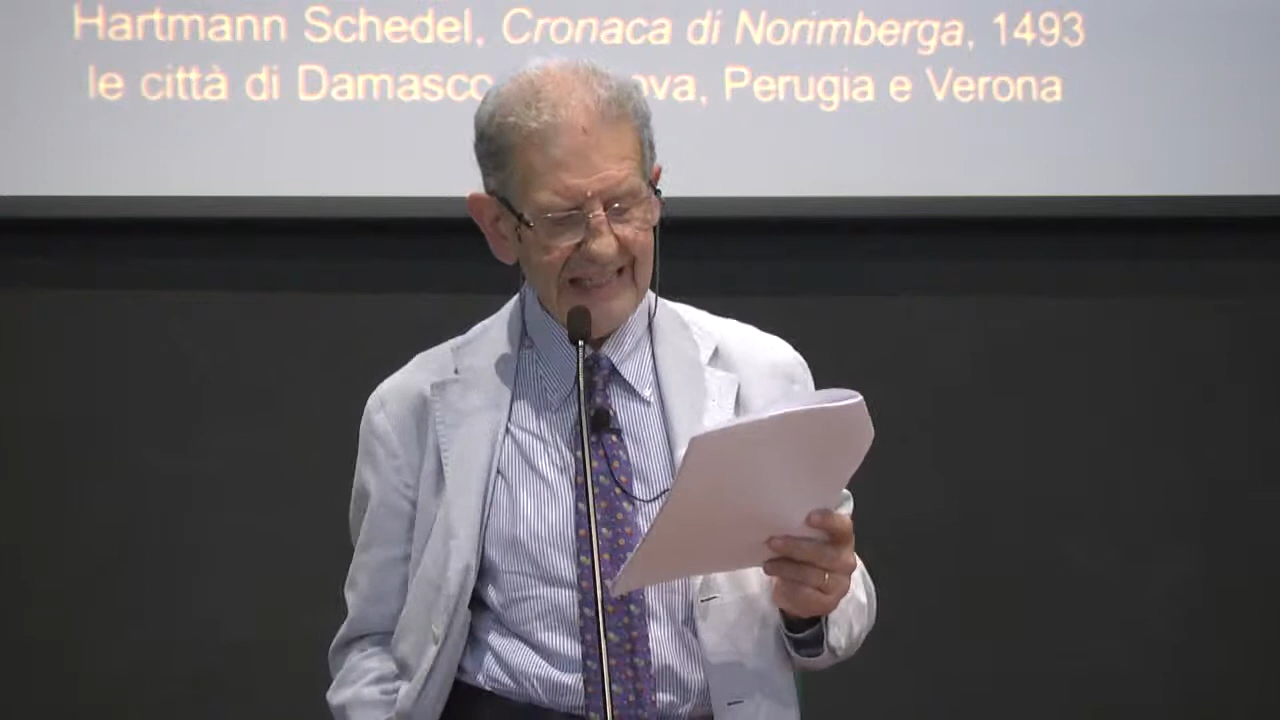 Hartmann Schedel, Cronaca di Norimberga, 1493
le città di Damasco, ova, Perugia e Verona